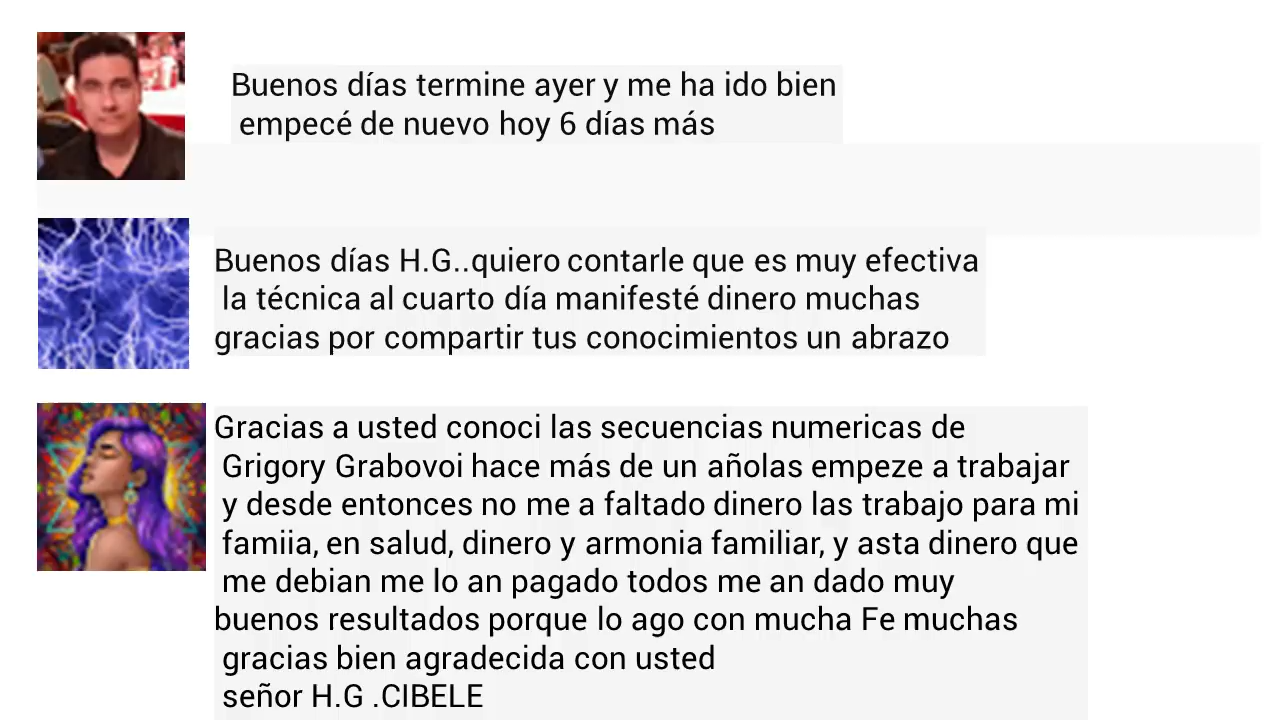 Buenos días termine ayer y me ha ido bien
empecé de nuevo hoy 6 días más
Buenos días H.G..quiero contarle que es muy efectiva
la técnica al cuarto día manifesté dinero muchas
gracias por compartir tus conocimientos un abrazo
Gracias a usted conoci las secuencias numericas de
Grigory Grabovoi hace más de un añolas empeze a trabajar
y desde entonces no me a faltado dinero las trabajo para mi
famiia, en salud, dinero y armonia familiar, y asta dinero que
me debian me lo an pagado todos me an dado muy
buenos resultados porque lo ago con mucha Fe muchas
gracias bien agradecida con usted
señor H.G .CIBELE